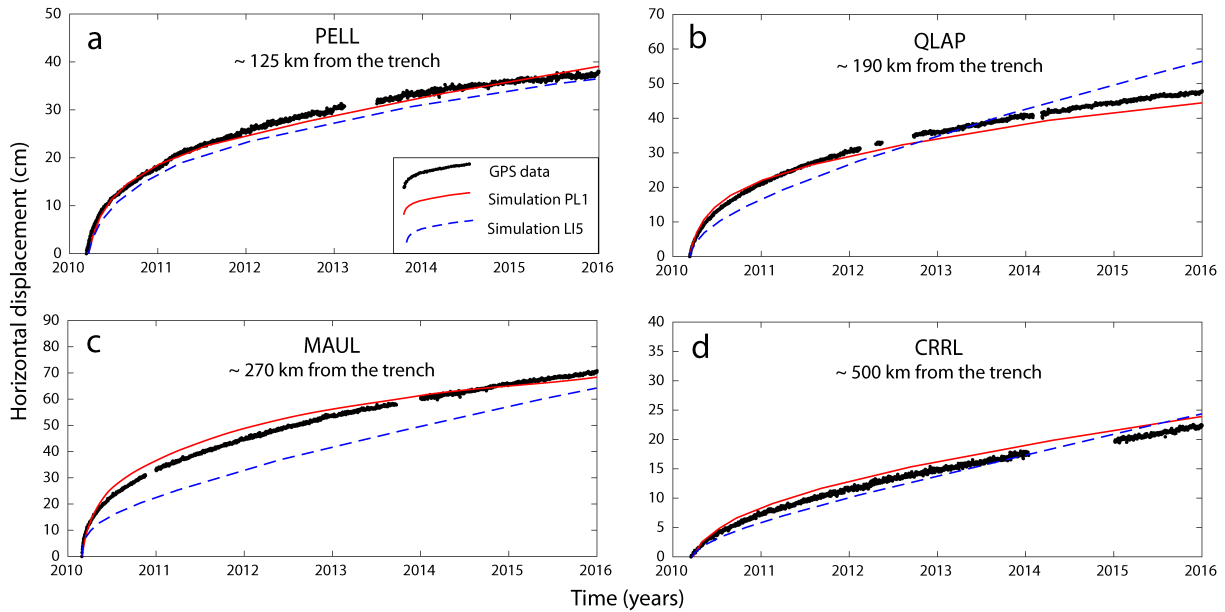 Horizontal displacement (cm)
50
40
30
20
10
0
a
PELL
~ 125 km from the trench
GPS data
Simulation PL1
Simulation LI5
2010 2011 2012 2013 2014 2015 2016
70
60
50
40
30
20
10
0
b
QLAP
~ 190 km from the trench
2010 2011 2012 2013 2014 2015 2016
90
80
70
60
50
40
30
20
10
0
c
MAUL
~ 270 km from the trench
2010 2011 2012 2013 2014 2015 2016
40
35
30
25
20
15
10
5
0
d
CRRL
~ 500 km from the trench
2010 2011 2012 2013 2014 2015 2016
Time (years)